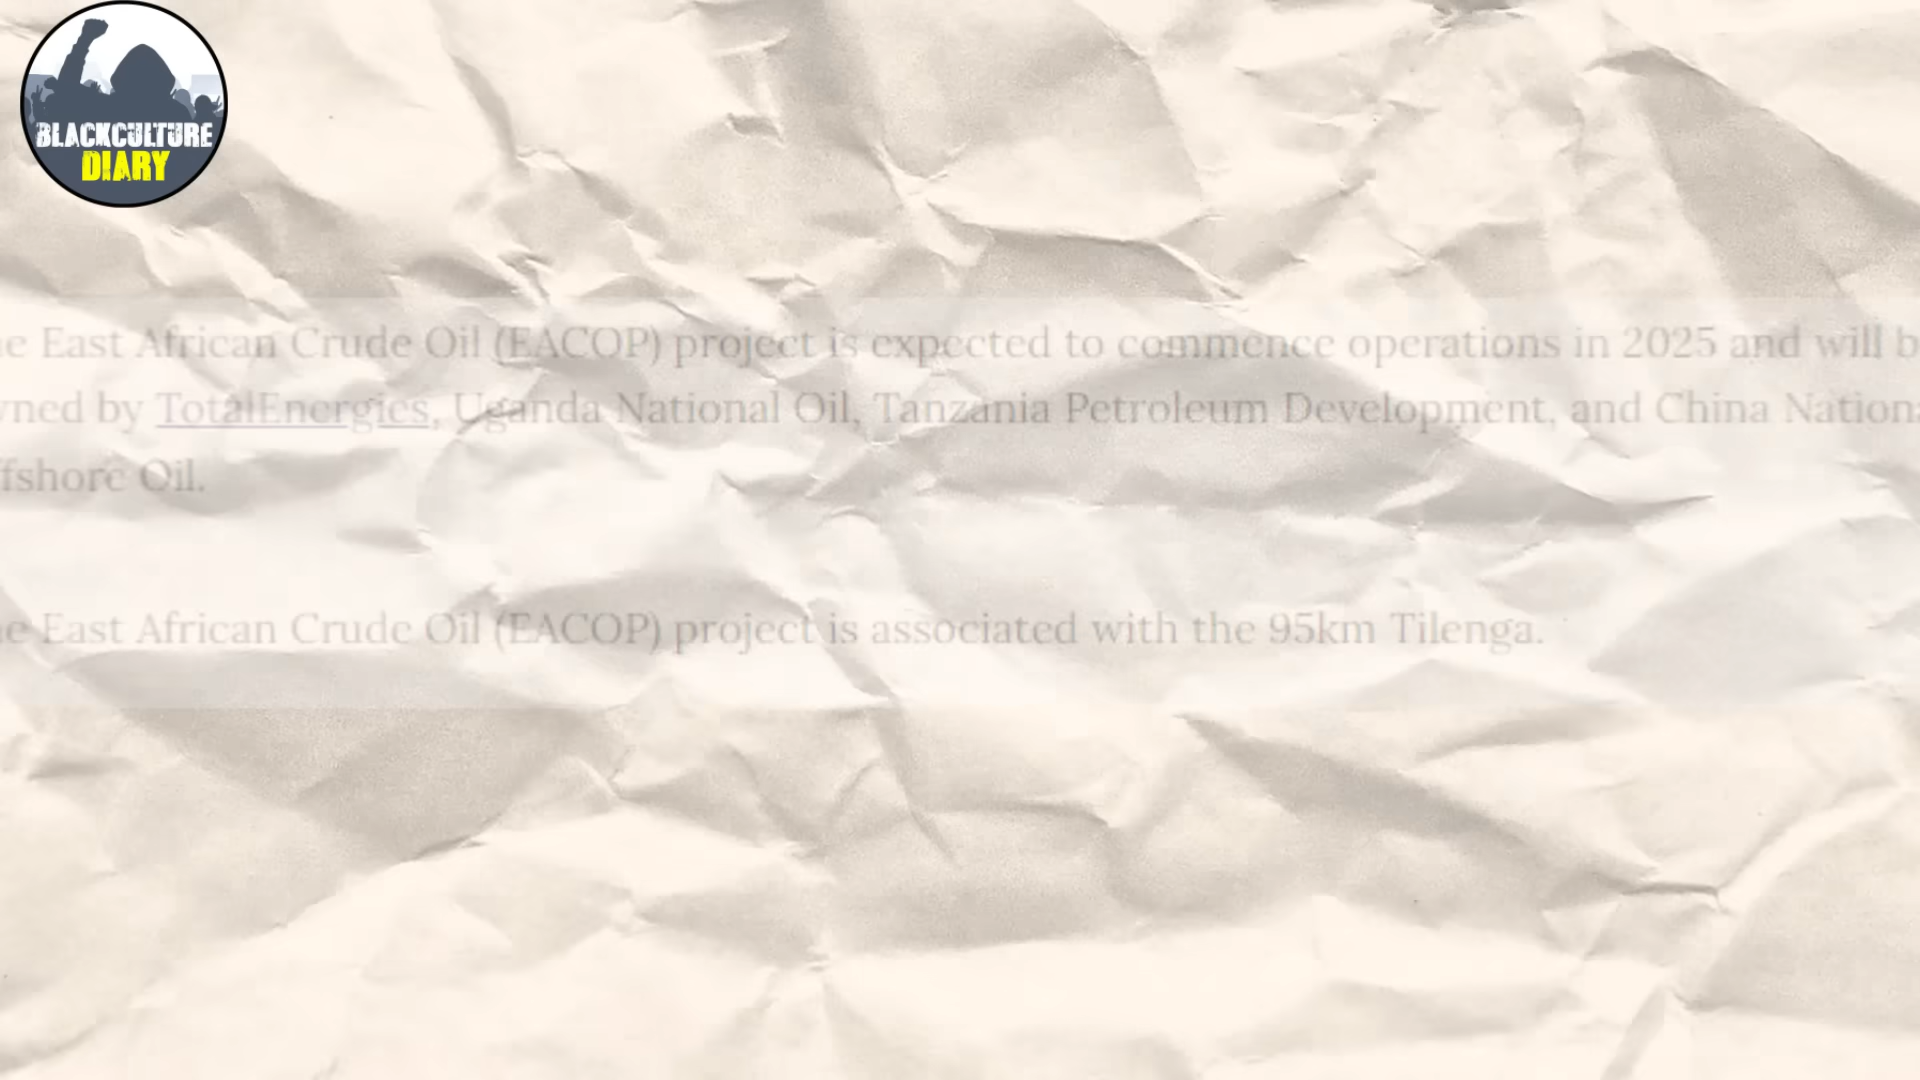 BLACKCULTURE
DIARY
e East African Crude Oil (EACOP) project is expected to commence operations in 2025 and will b
ned by TotalEnergies, Uganda National Oil, Tanzania Petroleum Development, and China Nationa
ffshore Oil.
e East African Crude Oil (EACOP) project is associated with the 95km Tilenga.